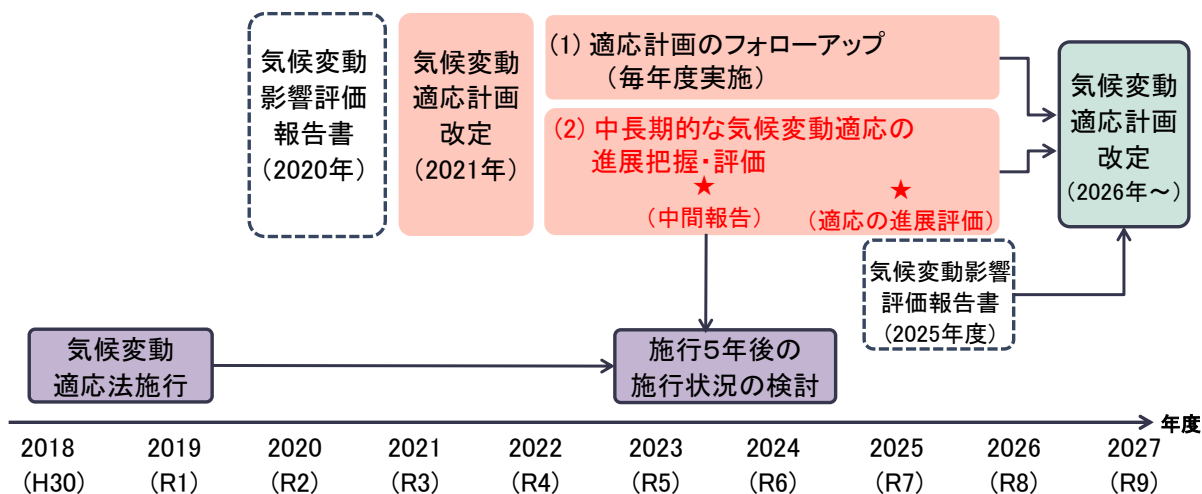 気候変動
影響評価
報告書
（2020年）
気候変動
適応計画
改定
（2021年）
(1) 適応計画のフォローアップ
（毎年度実施）
(2) 中長期的な気候変動適応の
進展把握・評価
★
★
（中間報告）
（適応の進展評価）
気候変動
適応計画
改定
（2026年～）
気候変動影響
評価報告書
（2025年度）
気候変動
適応法施行
施行５年後の
施行状況の検討
年度
2018 2019 2020 2021 2022 2023 2024 2025 2026 2027
（H30） （R1） （R2） （R3） （R4） （R5） （R6） （R7） （R8） （R9）